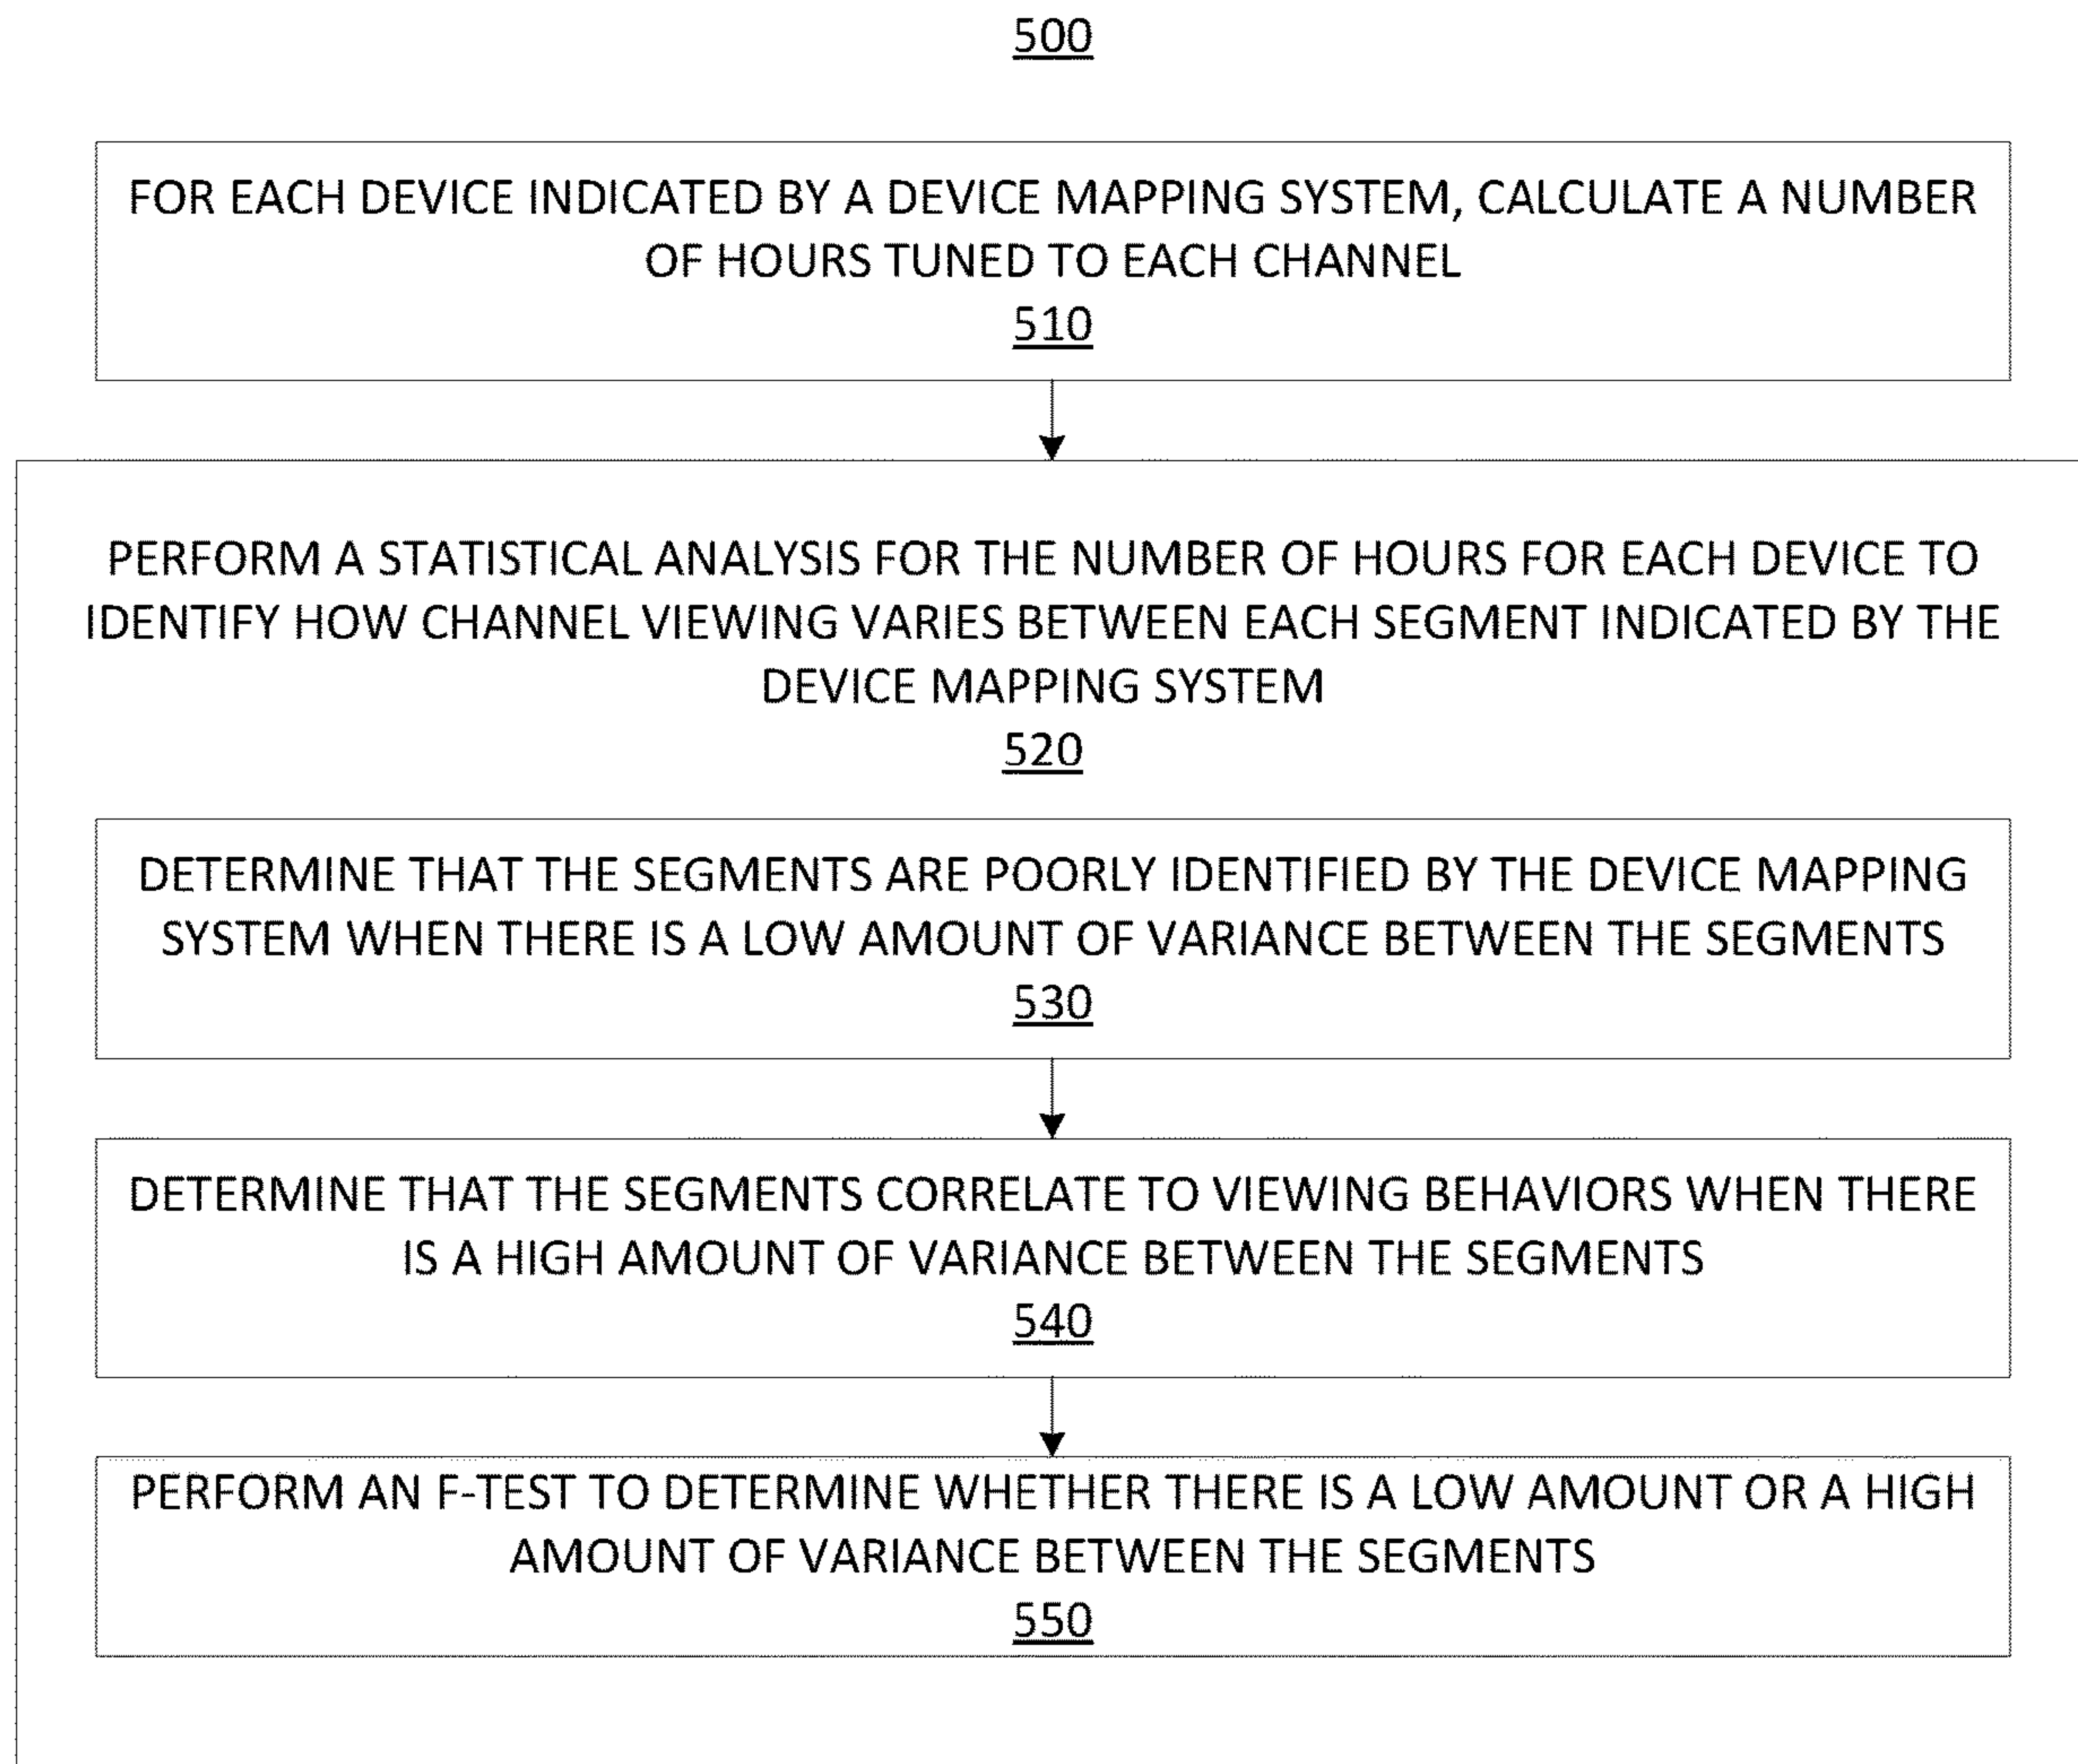 500
FOR EACH DEVICE INDICATED BY A DEVICE MAPPING SYSTEM, CALCULATE A NUMBER
OF HOURS TUNED TO EACH CHANNEL
510
PERFORM A STATISTICAL ANALYSIS FOR THE NUMBER OF HOURS FOR EACH DEVICE TO
IDENTIFY HOW CHANNEL VIEWING VARIES BETWEEN EACH SEGMENT INDICATED BY THE
DEVICE MAPPING SYSTEM
520
DETERMINE THAT THE SEGMENTS ARE POORLY IDENTIFIED BY THE DEVICE MAPPING
SYSTEM WHEN THERE IS A LOW AMOUNT OF VARIANCE BETWEEN THE SEGMENTS
530
DETERMINE THAT THE SEGMENTS CORRELATE TO VIEWING BEHAVIORS WHEN THERE
IS A HIGH AMOUNT OF VARIANCE BETWEEN THE SEGMENTS
540
PERFORM AN F-TEST TO DETERMINE WHETHER THERE IS A LOW AMOUNT OR A HIGH
AMOUNT OF VARIANCE BETWEEN THE SEGMENTS
550